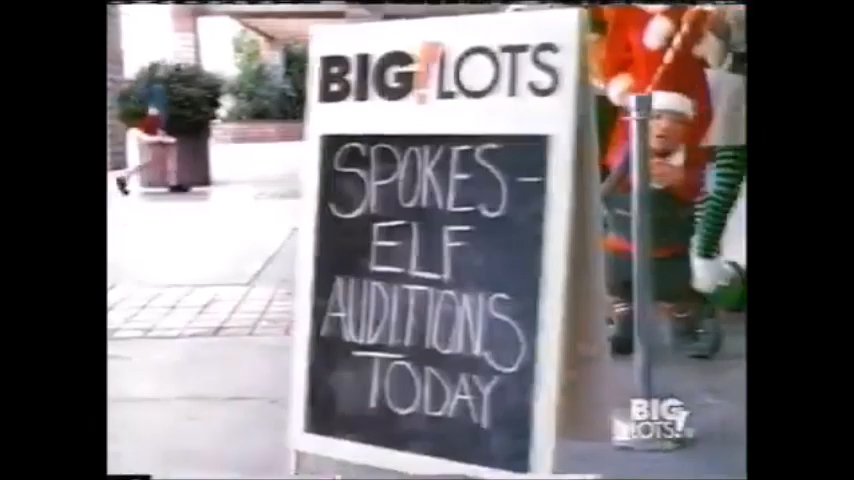 BIG!LOTS
SPOKES-
ELF
AUDITIONS
TODAY
BIG
LOTS!